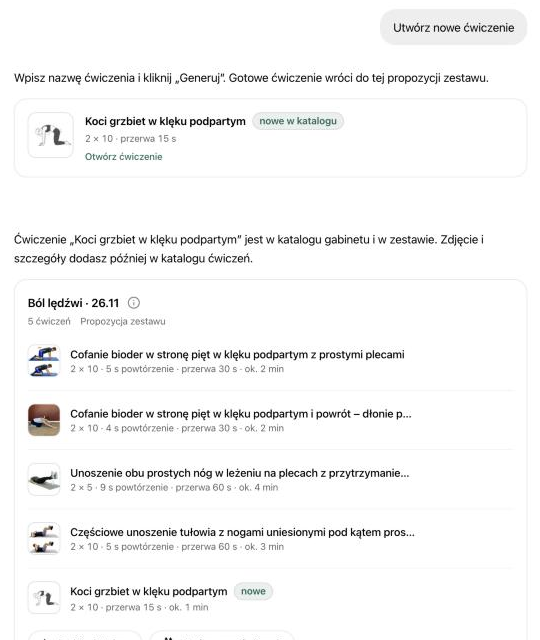 Utwórz nowe ćwiczenie
Wpisz nazwę ćwiczenia i kliknij „Generuj”. Gotowe ćwiczenie wróci do tej propozycji zestawu.
Koci grzbiet w klęku podpartym nowe w katalogu
2 × 10 · przerwa 15 s
Otwórz ćwiczenie
Ćwiczenie „Koci grzbiet w klęku podpartym” jest w katalogu gabinetu i w zestawie. Zdjęcie i
szczegóły dodasz później w katalogu ćwiczeń.
Ból lędźwi · 26.11
5 ćwiczeń Propozycja zestawu
Cofanie bioder w stronę pięt w klęku podpartym z prostymi plecami
2 × 10 · 5 s powtórzenie · przerwa 30 s · ok. 2 min
Cofanie bioder w stronę pięt w klęku podpartym i powrót – dłonie p...
2 × 10 · 4 s powtórzenie · przerwa 30 s · ok. 2 min
Unoszenie obu prostych nóg w leżeniu na plecach z przytrzymanie...
2 × 5 · 9 s powtórzenie · przerwa 60 s · ok. 4 min
Częściowe unoszenie tułowia z nogami uniesionymi pod kątem pros...
2 × 10 · 5 s powtórzenie · przerwa 60 s · ok. 3 min
Koci grzbiet w klęku podpartym nowe
2 × 10 · przerwa 15 s · ok. 1 min